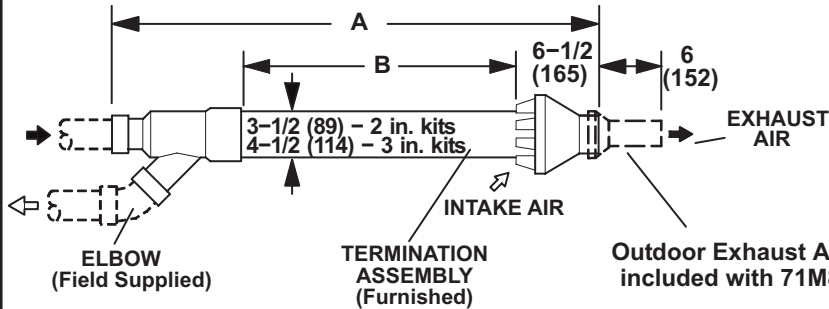 A
B
6–1/2
(165)
6
(152)
3–1/2 (89) – 2 in. kits
4–1/2 (114) – 3 in. kits
EXHAUST
AIR
INTAKE AIR
ELBOW
(Field Supplied)
TERMINATION
ASSEMBLY
(Furnished)
Outdoor Exhaust
included with